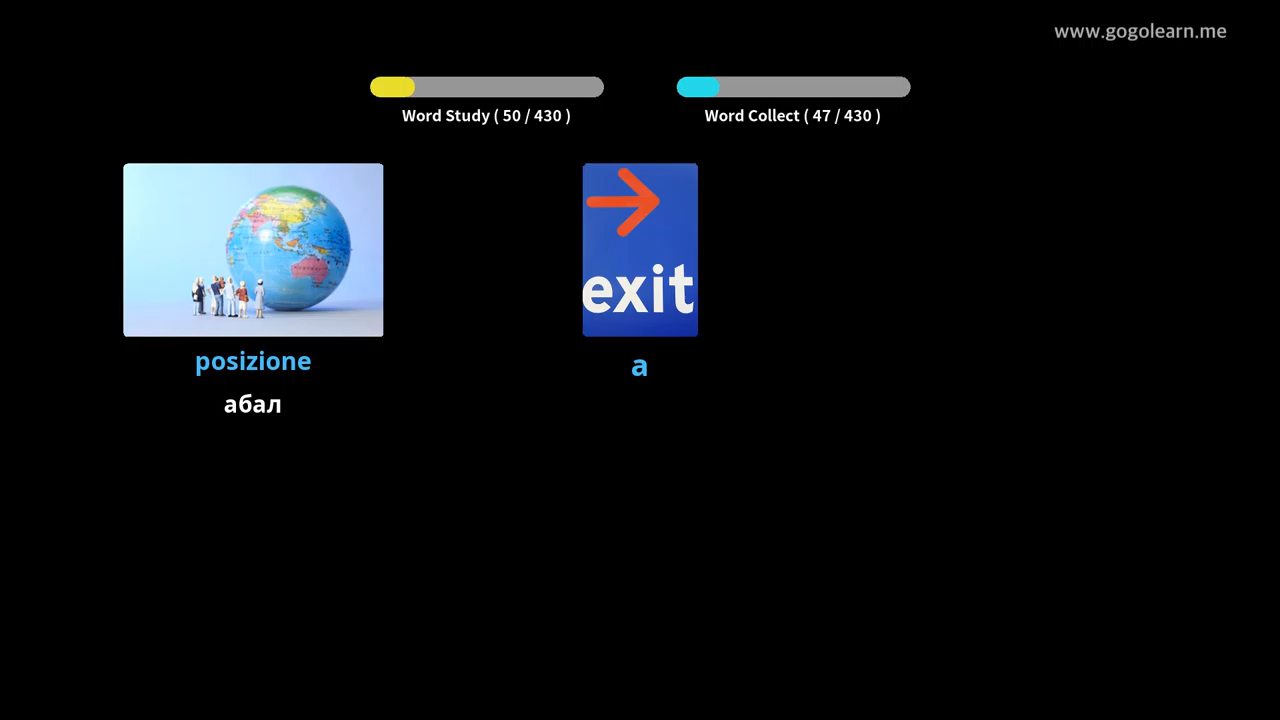 www.gogolearn.me
Word Study ( 50 / 430 )
Word Collect ( 47 / 430 )
exit
posizione
a
абал